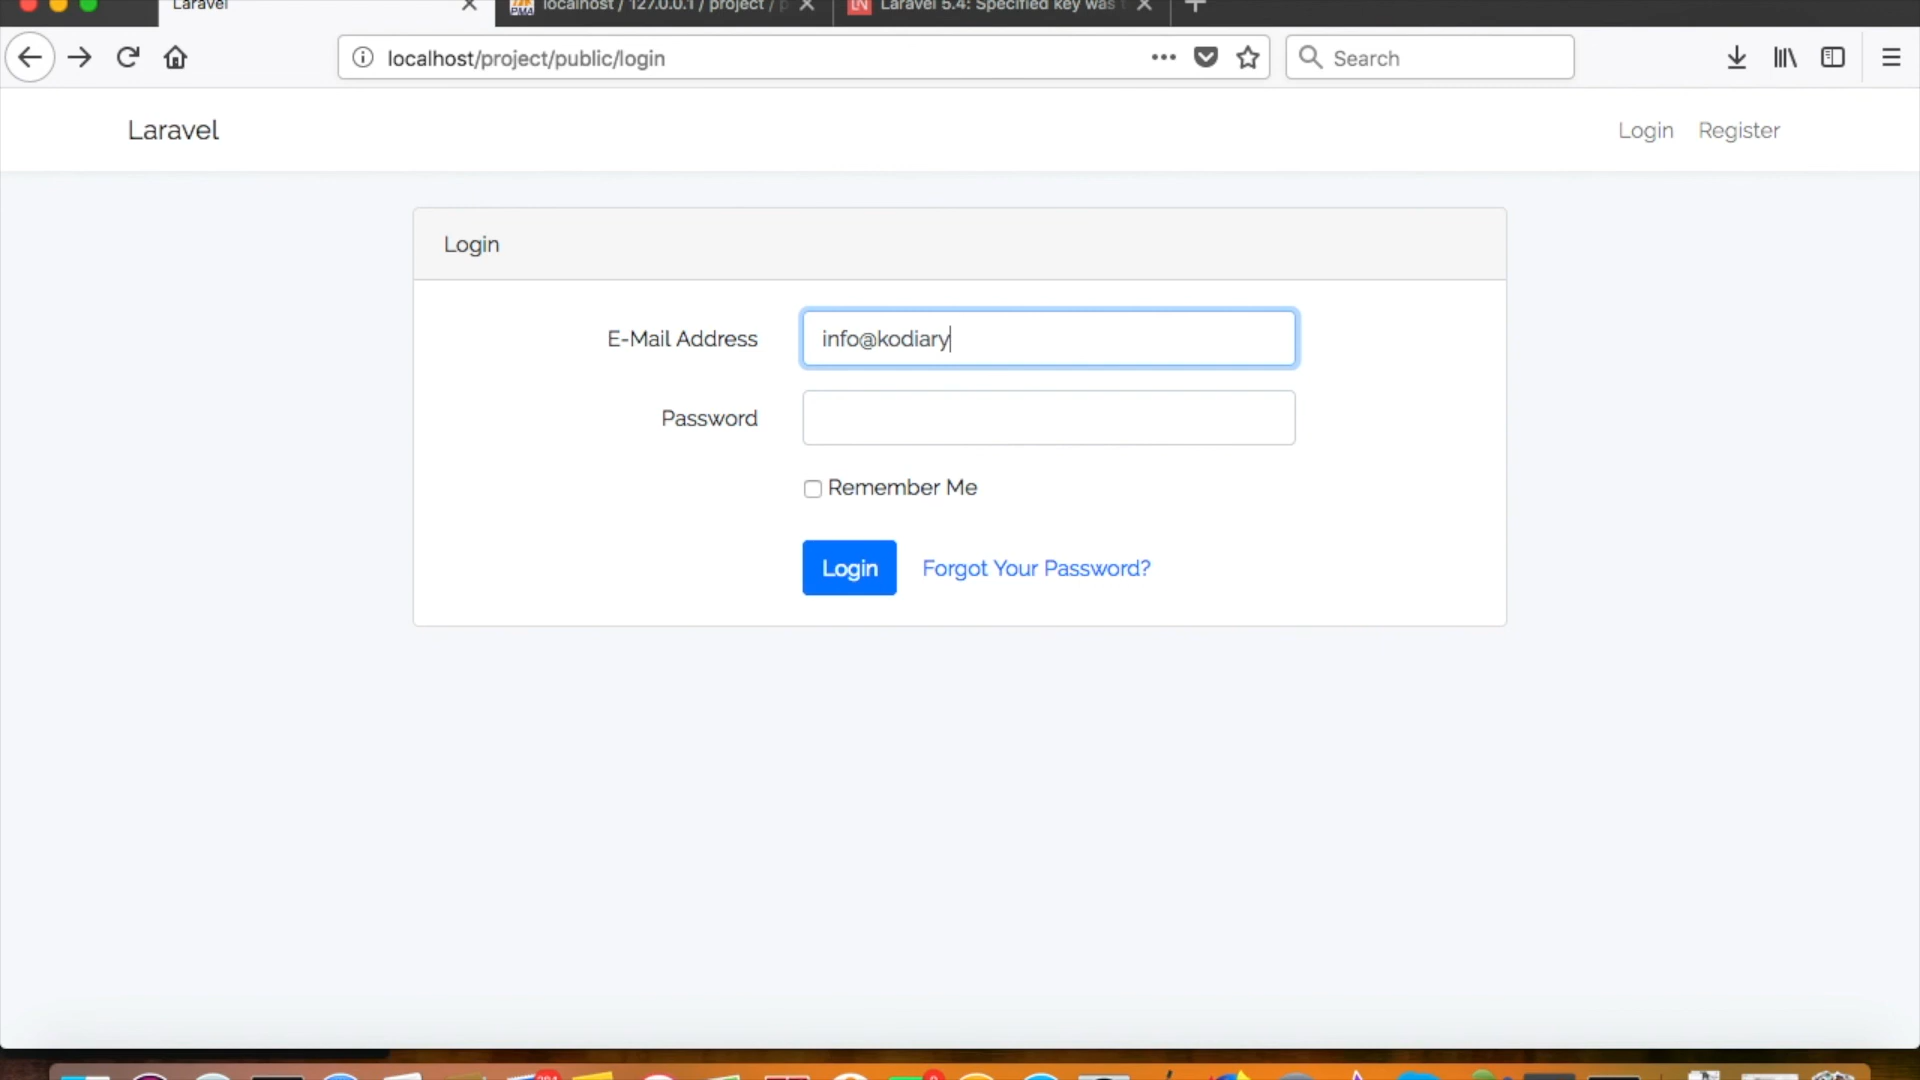 Laravel
localhost / 127.0.0.1 / project / p
Laravel 5.4: Specified key was t
localhost/project/public/login
Search
Laravel
Login Register
Login
E-Mail Address info@kodiary
Password
Remember Me
Login Forgot Your Password?